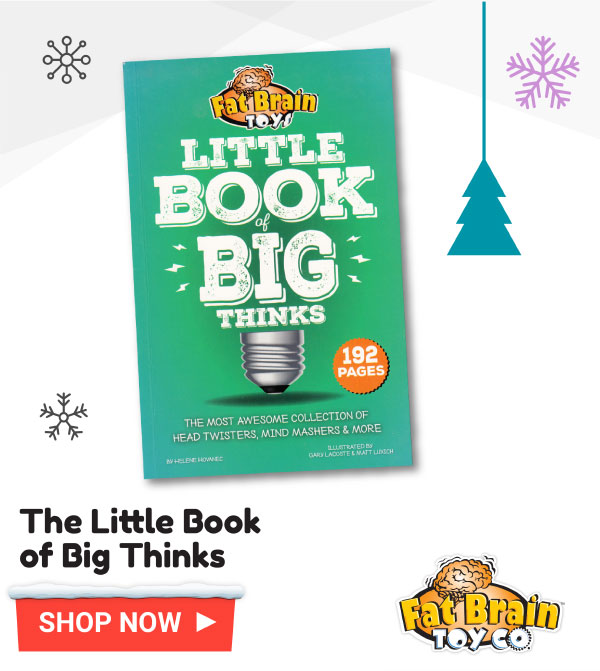 Fat Brain
TOYS
LITTLE
BOOK
of
BIG
THINKS
192
PAGES
THE MOST AWESOME COLLECTION OF
HEAD TWISTERS, MIND MASHERS & MORE
BY HELENE HOVANEC
ILLUSTRATED BY
GARY LACOSTE & MATT LUXICH
The Little Book
of Big Thinks
SHOP NOW
Fat Brain
TOY CO